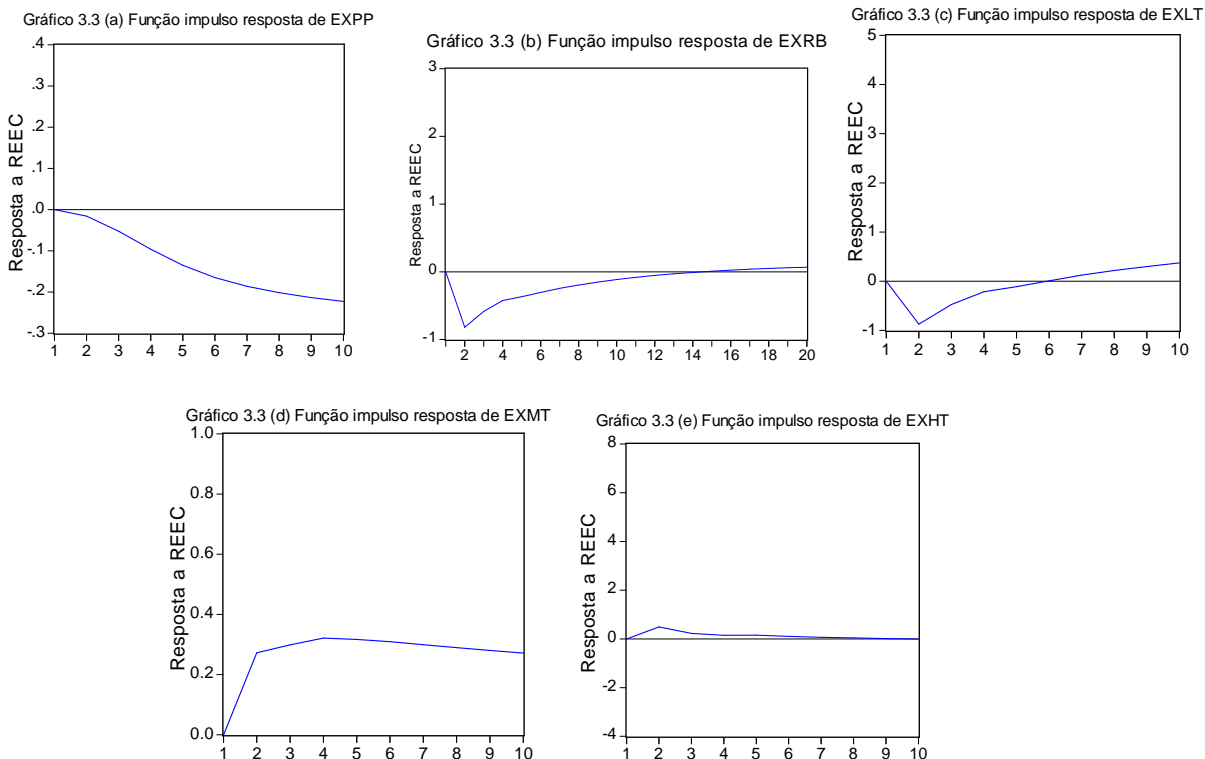 Gráfico 3.3 (a) Função impulso resposta de EXPP
Resposta a REEC
.4
.3
.2
.1
.0
-.1
-.2
-.3
1 2 3 4 5 6 7 8 9 10
Gráfico 3.3 (b) Função impulso resposta de EXRB
Resposta a REEC
3
2
1
0
-1
2 4 6 8 10 12 14 16 18 20
Gráfico 3.3 (c) Função impulso resposta de EXLT
Resposta a REEC
5
4
3
2
1
0
-1
1 2 3 4 5 6 7 8 9 10
Gráfico 3.3 (d) Função impulso resposta de EXMT
Resposta a REEC
1.0
0.8
0.6
0.4
0.2
0.0
1 2 3 4 5 6 7 8 9 10
Gráfico 3.3 (e) Função impulso resposta de EXHT
Resposta a REEC
8
6
4
2
0
-2
-4
1 2 3 4 5 6 7 8 9 10